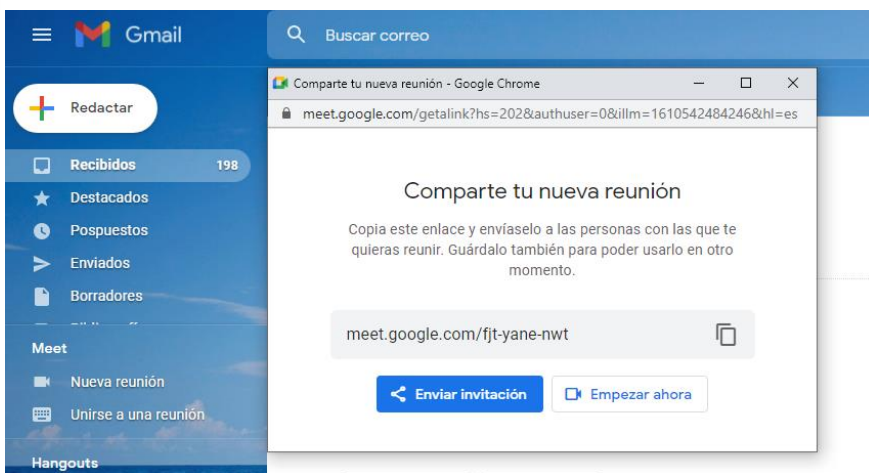 Gmail
Buscar correo
Redactar
Recibidos 198
Destacados
Pospuestos
Enviados
Borradores
Meet
Nueva reunión
Unirse a una reunión
Hangouts
Comparte tu nueva reunión - Google Chrome
meet.google.com/getalink?hs=202&authuser=0&illm=1610542484246&hl=es
Comparte tu nueva reunión
Copia este enlace y envíaselo a las personas con las que te
quieras reunir. Guárdalo también para poder usarlo en otro
momento.
meet.google.com/fjt-yane-nwt
Enviar invitación
Empezar ahora